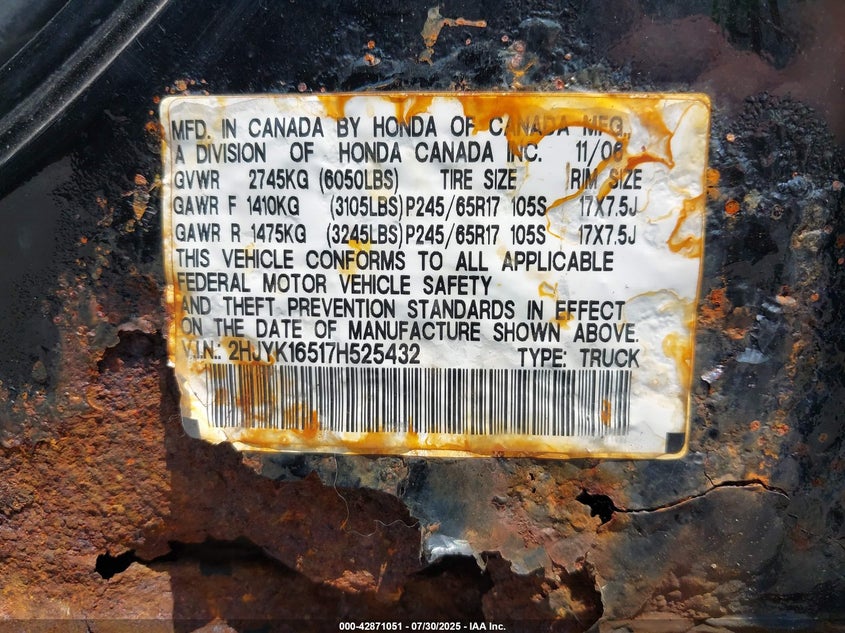 MFD. IN CANADA BY HONDA OF CANADA MFG.,
A DIVISION OF HONDA CANADA INC. 11/06
GVWR 2745KG (6050LBS) TIRE SIZE RIM SIZE
GAWR F 1410KG (3105LBS) P245/65R17 105S 17X7.5J
GAWR R 1475KG (3245LBS) P245/65R17 105S 17X7.5J
THIS VEHICLE CONFORMS TO ALL APPLICABLE
FEDERAL MOTOR VEHICLE SAFETY
AND THEFT PREVENTION STANDARDS IN EFFECT
ON THE DATE OF MANUFACTURE SHOWN ABOVE.
V.I.N.: 2HJYK16517H525432 TYPE: TRUCK
000-42871051 - 07/30/2025 - IAA Inc.